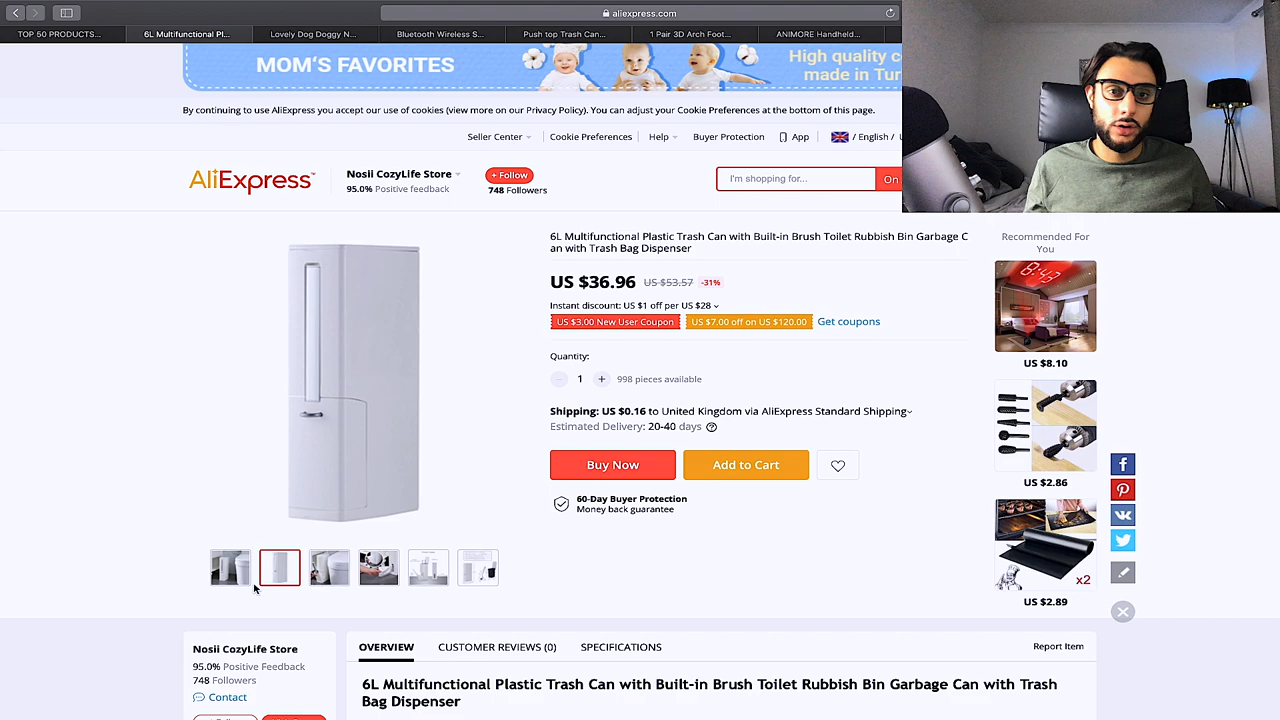 aliexpress.com
TOP 50 PRODUCTS...
6L Multifunctional Pl...
Lovely Dog Doggy N...
Bluetooth Wireless S...
Push top Trash Can...
1 Pair 3D Arch Foot...
ANIMORE Handheld...
MOM'S FAVORITES
High quality c
made in Tur
By continuing to use AliExpress you accept our use of cookies (view more on our Privacy Policy). You can adjust your Cookie Preferences at the bottom of this page.
Seller Center
Cookie Preferences
Help
Buyer Protection
App
/ English /
AliExpress™
Nosii CozyLife Store
95.0% Positive feedback
+ Follow
748 Followers
I'm shopping for...
On
6L Multifunctional Plastic Trash Can with Built-in Brush Toilet Rubbish Bin Garbage C
an with Trash Bag Dispenser
US $36.96 US $53.57 -31%
Instant discount: US $1 off per US $28
US $3.00 New User Coupon
US $7.00 off on US $120.00
Get coupons
Quantity:
1 + 998 pieces available
Shipping: US $0.16 to United Kingdom via AliExpress Standard Shipping
Estimated Delivery: 20-40 days
Buy Now
Add to Cart
60-Day Buyer Protection
Money back guarantee
Recommended For
You
8:43
US $8.10
US $2.86
x2
US $2.89
Nosii CozyLife Store
95.0% Positive Feedback
748 Followers
Contact
OVERVIEW
CUSTOMER REVIEWS (0)
SPECIFICATIONS
Report Item
6L Multifunctional Plastic Trash Can with Built-in Brush Toilet Rubbish Bin Garbage Can with Trash
Bag Dispenser